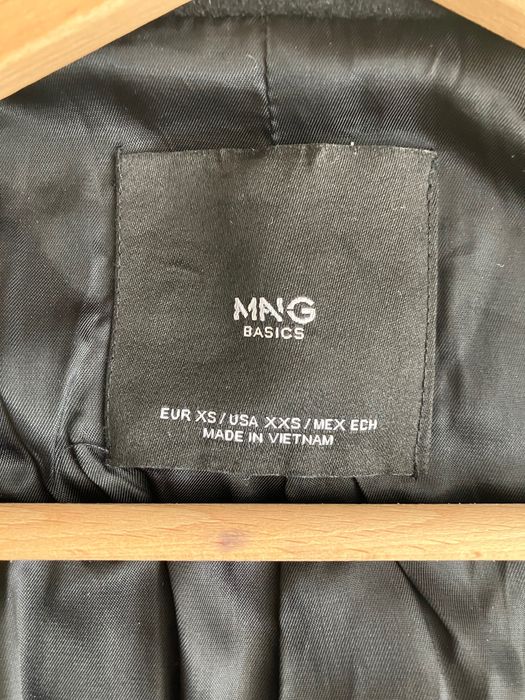 MNG
BASICS
EUR XS / USA XXS / MEX ECH
MADE IN VIETNAM